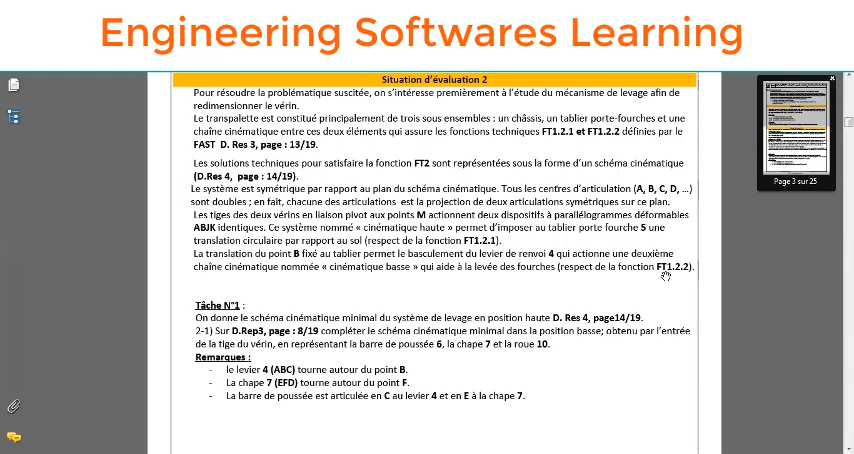 Engineering Softwares Learning
Situation d'évaluation 2
Pour résoudre la problématique suscitée, on s'intéresse premièrement à l'étude du mécanisme de levage afin de
redimensionner le vérin.
Le transpalette est constitué principalement de trois sous ensembles : un châssis, un tablier porte-fourches et une
chaîne cinématique entre ces deux éléments qui assure les fonctions techniques FT1.2.1 et FT1.2.2 définies par le
FAST D. Res 3, page : 13/19.
Les solutions techniques pour satisfaire la fonction FT2 sont représentées sous la forme d'un schéma cinématique
(D.Res 4, page : 14/19).
Le système est symétrique par rapport au plan du schéma cinématique. Tous les centres d'articulation (A, B, C, D, ...)
sont doubles ; en fait, chacune des articulations est la projection de deux articulations symétriques sur ce plan.
Les tiges des deux vérins en liaison pivot aux points M actionnent deux dispositifs à parallélogrammes déformables
ABJK identiques. Ce système nommé « cinématique haute » permet d'imposer au tablier porte fourche 5 une
translation circulaire par rapport au sol (respect de la fonction FT1.2.1).
La translation du point B fixé au tablier permet le basculement du levier de renvoi 4 qui actionne une deuxième
chaîne cinématique nommée « cinématique basse » qui aide à la levée des fourches (respect de la fonction FT1.2.2).
Tâche N°1 :
On donne le schéma cinématique minimal du système de levage en position haute D. Res 4, page14/19.
2-1) Sur D.Rep3, page : 8/19 compléter le schéma cinématique minimal dans la position basse; obtenu par l'entrée
de la tige du vérin, en représentant la barre de poussée 6, la chape 7 et la roue 10.
Remarques :
- le levier 4 (ABC) tourne autour du point B.
- La chape 7 (EFD) tourne autour du point F.
- La barre de poussée est articulée en C au levier 4 et en E à la chape 7.
Page 3 sur 25